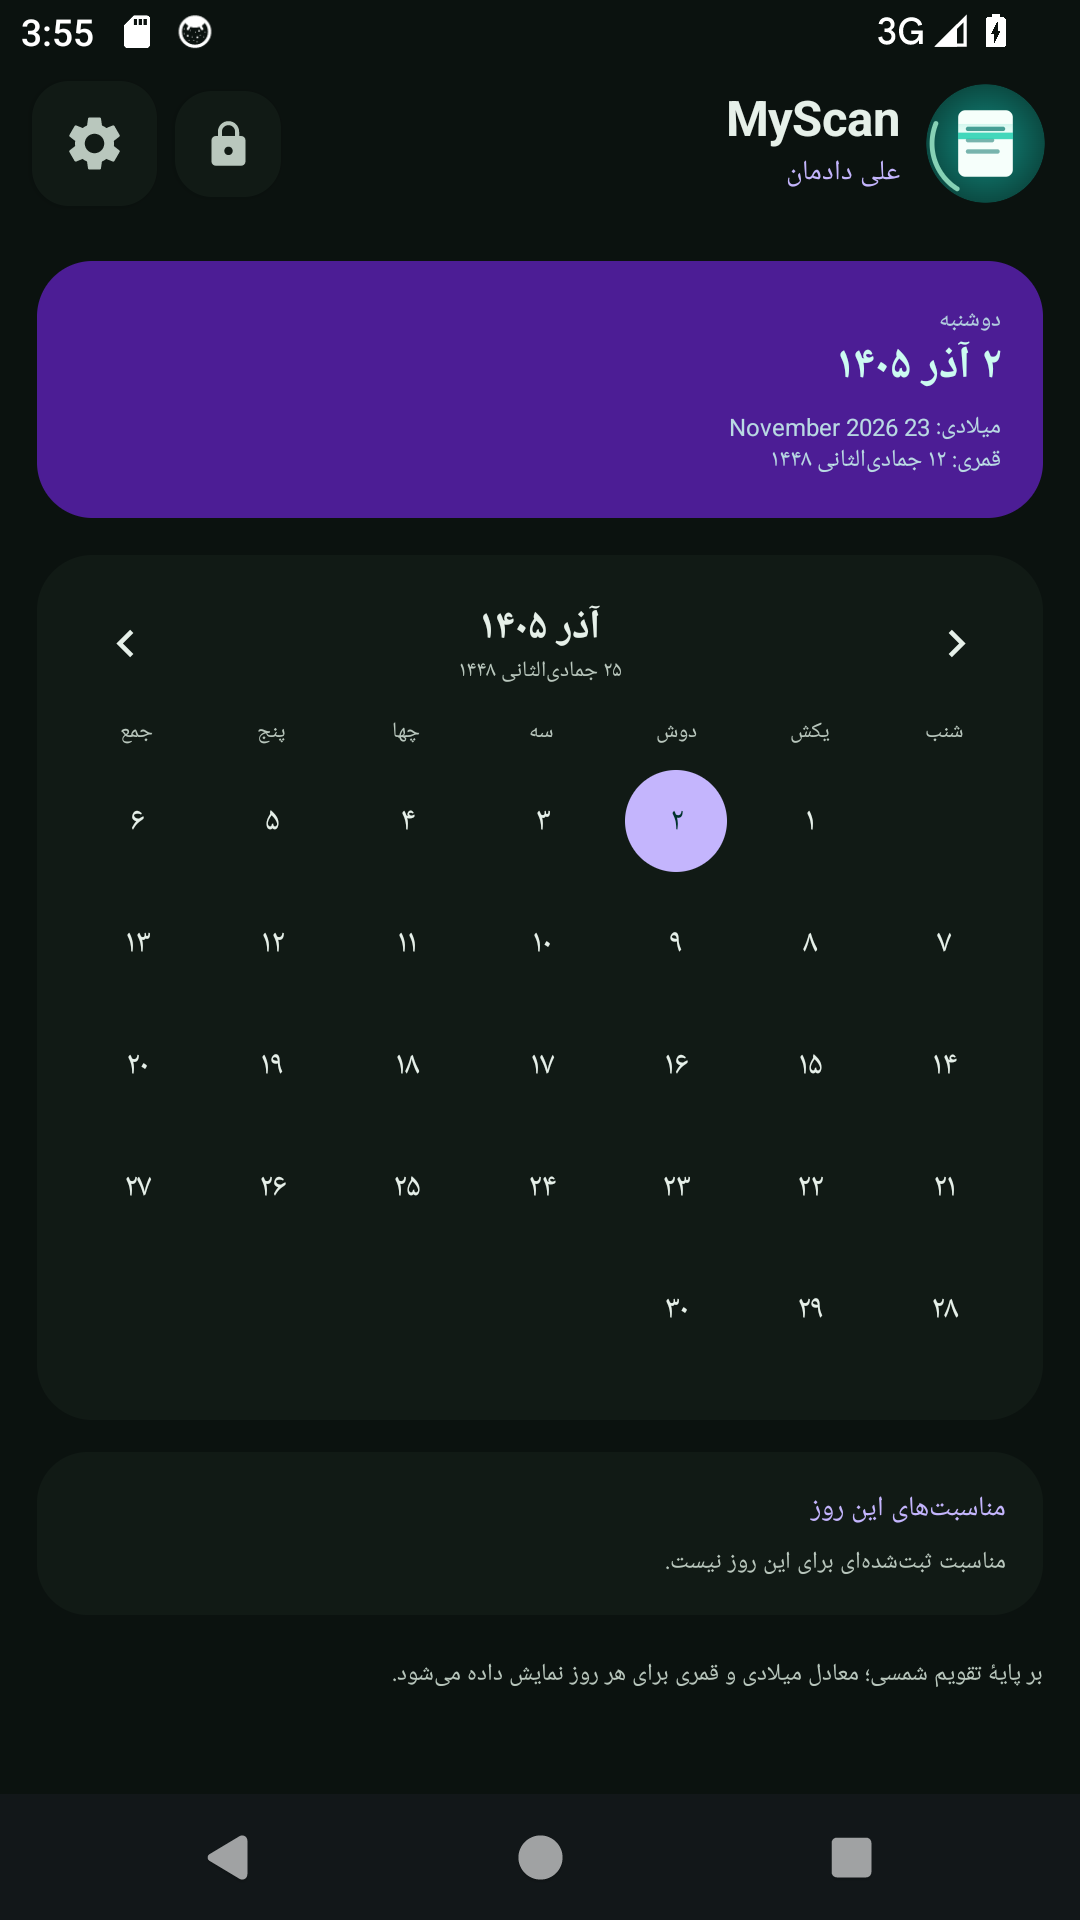 3:55 3G
MyScan
علی دادمان
دوشنبه
۲ آذر ۱۴۰۵
میلادی: 23 November 2026
قمری: ۱۲ جمادی‌الثانی ۱۴۴۸
آذر ۱۴۰۵
۲۵ جمادی‌الثانی ۱۴۴۸
شنب یکش دوش سه چها پنج جمع
۱ ۲ ۳ ۴ ۵ ۶
۷ ۸ ۹ ۱۰ ۱۱ ۱۲ ۱۳
۱۴ ۱۵ ۱۶ ۱۷ ۱۸ ۱۹ ۲۰
۲۱ ۲۲ ۲۳ ۲۴ ۲۵ ۲۶ ۲۷
۲۸ ۲۹ ۳۰
مناسبت‌های این روز
مناسبت ثبت‌شده‌ای برای این روز نیست.
بر پایهٔ تقویم شمسی؛ معادل میلادی و قمری برای هر روز نمایش داده می‌شود.